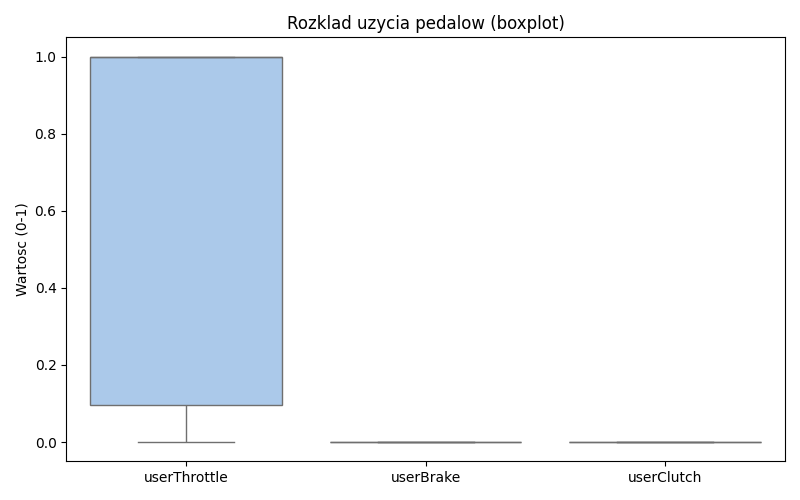 Rozklad uzycia pedalow (boxplot)
Wartosc (0-1)
1.0
0.8
0.6
0.4
0.2
0.0
userThrottle userBrake userClutch